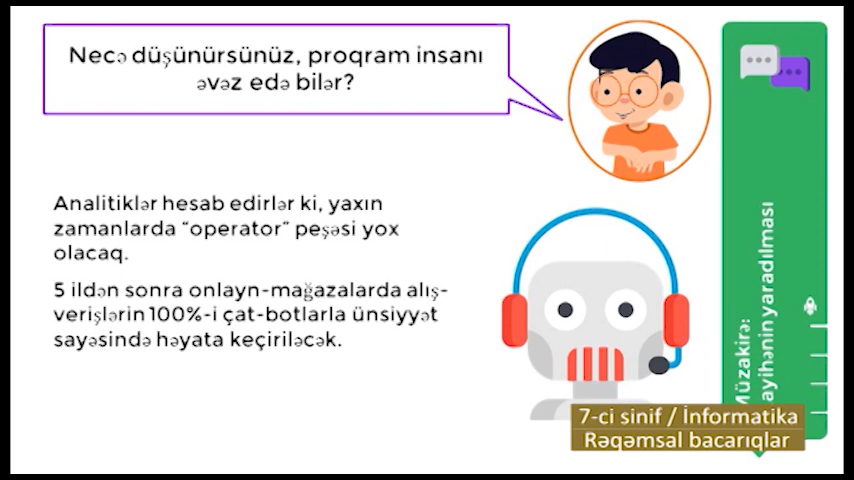 Necə düşünürsünüz, proqram insanı
əvəz edə bilər?
Analitiklər hesab edirlər ki, yaxın
zamanlarda “operator” peşəsi yox
olacaq.
5 ildən sonra onlayn-mağazalarda alış-
verişlərin 100%-i çat-botlarla ünsiyyət
sayəsində həyata keçiriləcək.
Müzakirə:
ayihənin yaradılması
7-ci sinif / İnformatika
Rəqəmsal bacarıqlar